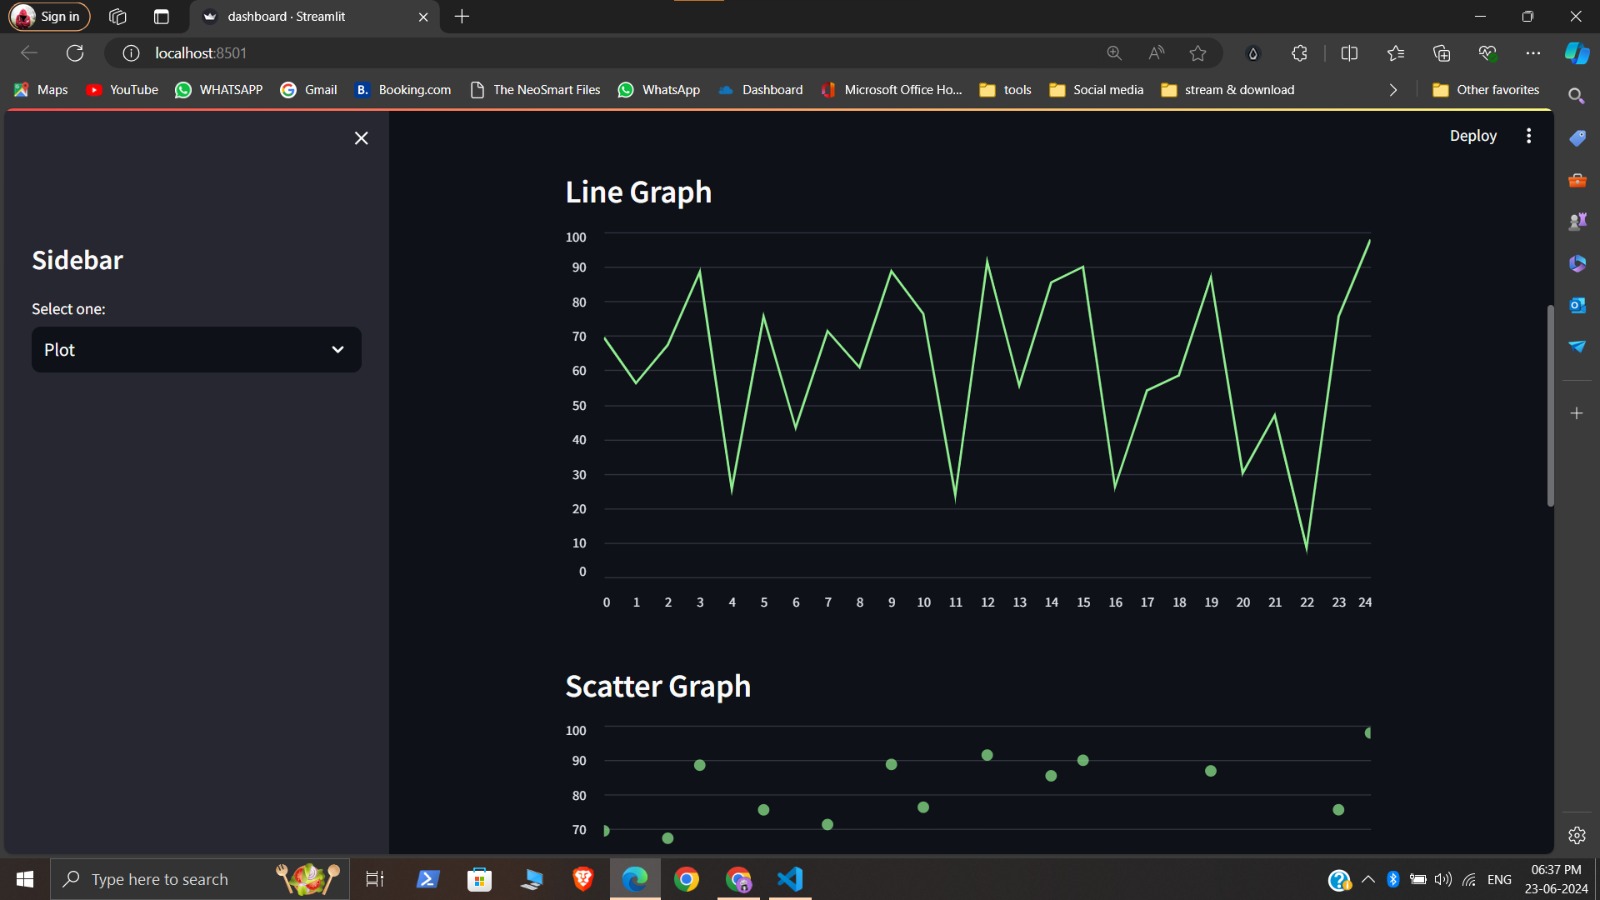 Sign in
dashboard · Streamlit
localhost:8501
Maps YouTube WHATSAPP Gmail B. Booking.com The NeoSmart Files WhatsApp Dashboard Microsoft Office Ho... tools Social media stream & download Other favorites
Deploy
Sidebar
Select one:
Plot
Line Graph
100
90
80
70
60
50
40
30
20
10
0
0 1 2 3 4 5 6 7 8 9 10 11 12 13 14 15 16 17 18 19 20 21 22 23 24
Scatter Graph
100
90
80
70
Type here to search
ENG
06:37 PM
23-06-2024